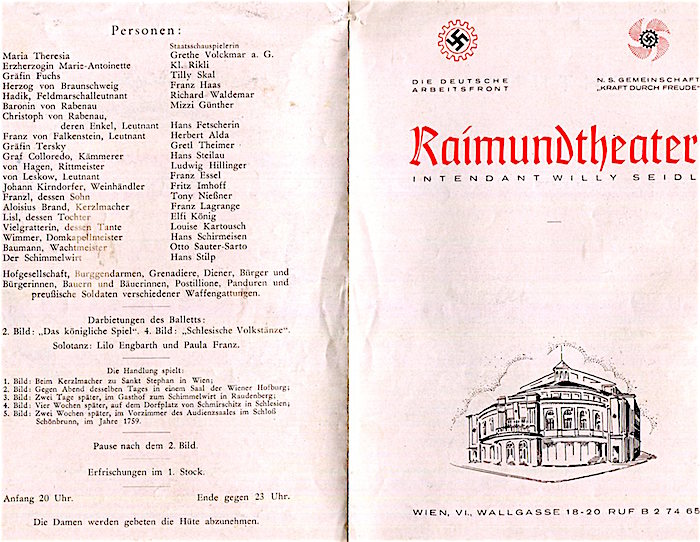 Personen:
Staatsschauspielerin
Maria Theresia Grethe Volckmar a. G.
Erzherzogin Marie-Antoinette Kl. Rikli
Gräfin Fuchs Tilly Skal
Herzog von Braunschweig Franz Haas
Hadik, Feldmarschalleutnant Richard Waldemar
Baronin von Rabenau Mizzi Günther
Christoph von Rabenau,
deren Enkel, Leutnant Hans Fetscherin
Franz von Falkenstein, Leutnant Herbert Alda
Gräfin Tersky Gretl Theimer
Graf Colloredo, Kämmerer Hans Steilau
von Hagen, Rittmeister Ludwig Hillinger
von Leskow, Leutnant Franz Essel
Johann Kirndorfer, Weinhändler Fritz Imhoff
Franzl, dessen Sohn Tony Nießner
Aloisius Brand, Kerzlmacher Franz Lagrange
Lisl, dessen Tochter Elfi König
Vielgratterin, dessen Tante Louise Kartousch
Wimmer, Domkapellmeister Hans Schirmeisen
Baumann, Wachtmeister Otto Sauter-Sarto
Der Schimmelwirt Hans Stilp
Hofgesellschaft, Burggendarmen, Grenadiere, Diener, Bürger und
Bürgerinnen, Bauern und Bäuerinnen, Postillione, Panduren und
preußische Soldaten verschiedener Waffengattungen.
Darbietungen des Balletts:
2. Bild: „Das königliche Spiel“. 4. Bild: „Schlesische Volkstänze“.
Solotanz: Lilo Engbarth und Paula Franz.
Die Handlung spielt:
1. Bild: Beim Kerzlmacher zu Sankt Stephan in Wien;
2. Bild: Gegen Abend desselben Tages in einem Saal der Wiener Hofburg;
3. Bild: Zwei Tage später, im Gasthof zum Schimmelwirt in Raudenberg;
4. Bild: Vier Wochen später, auf dem Dorfplatz von Schmirschitz in Schlesien;
5. Bild: Zwei Wochen später, im Vorzimmer des Audienzsaales im Schloß
Schönbrunn, im Jahre 1759.
Pause nach dem 2. Bild.
Erfrischungen im 1. Stock.
Anfang 20 Uhr. Ende gegen 23 Uhr.
Die Damen werden gebeten die Hüte abzunehmen.
DIE DEUTSCHE
ARBEITSFRONT
N. S. GEMEINSCHAFT
„KRAFT DURCH FREUDE“
Raimundtheater
INTENDANT WILLY SEIDL
WIEN, VI., WALLGASSE 18-20 RUF B 2 74 65